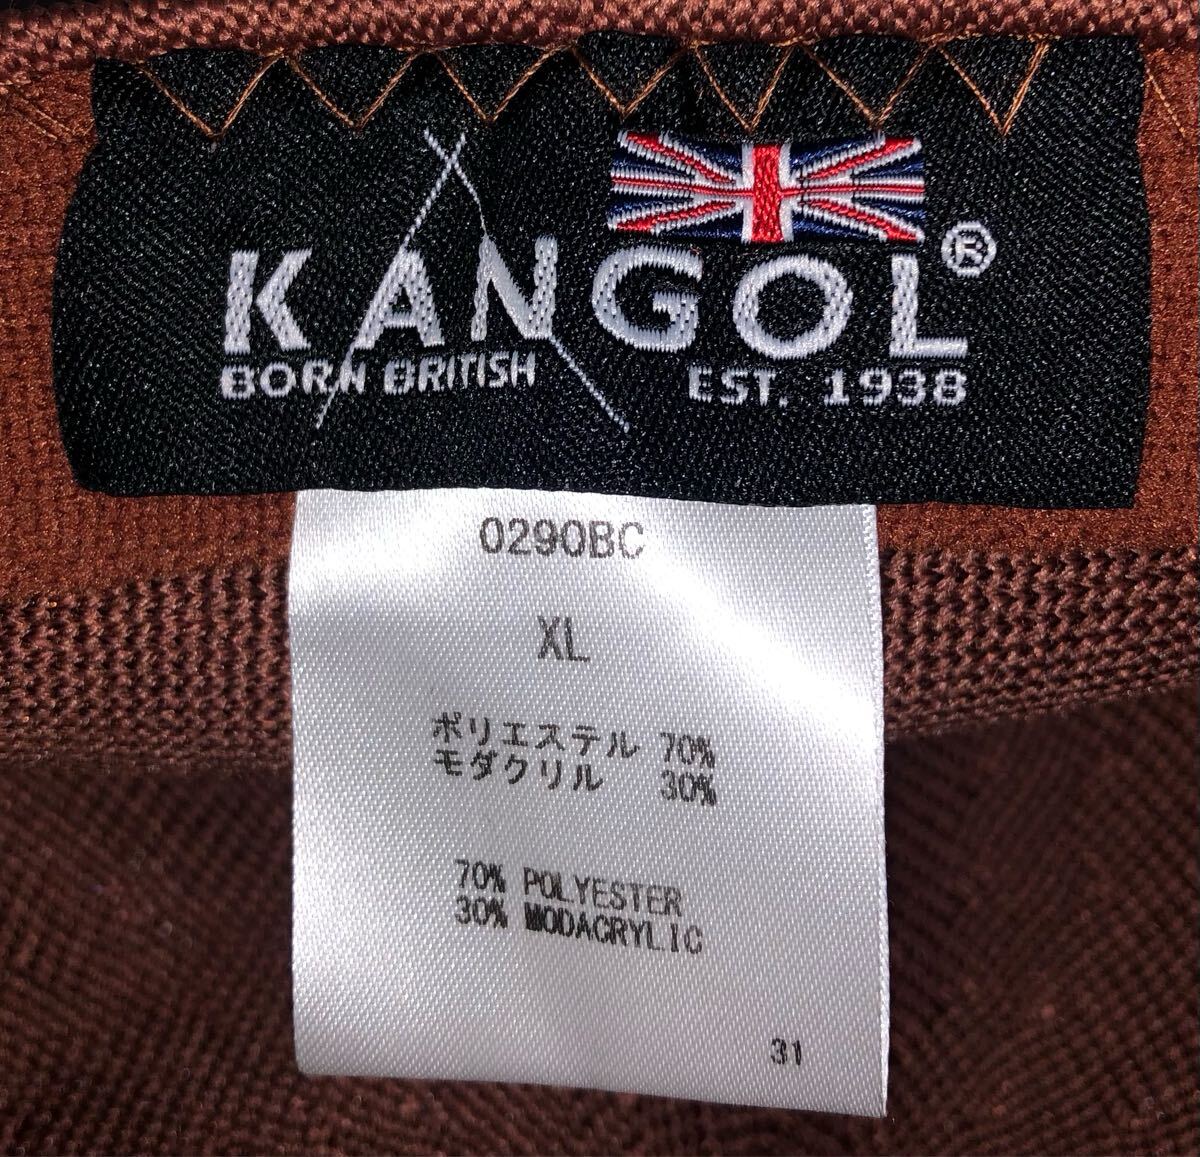 KANGOL®
BORN BRITISH EST. 1938
0290BC
XL
ポリエステル 70%
モダクリル 30%
70% POLYESTER
30% MODACRYLIC
31